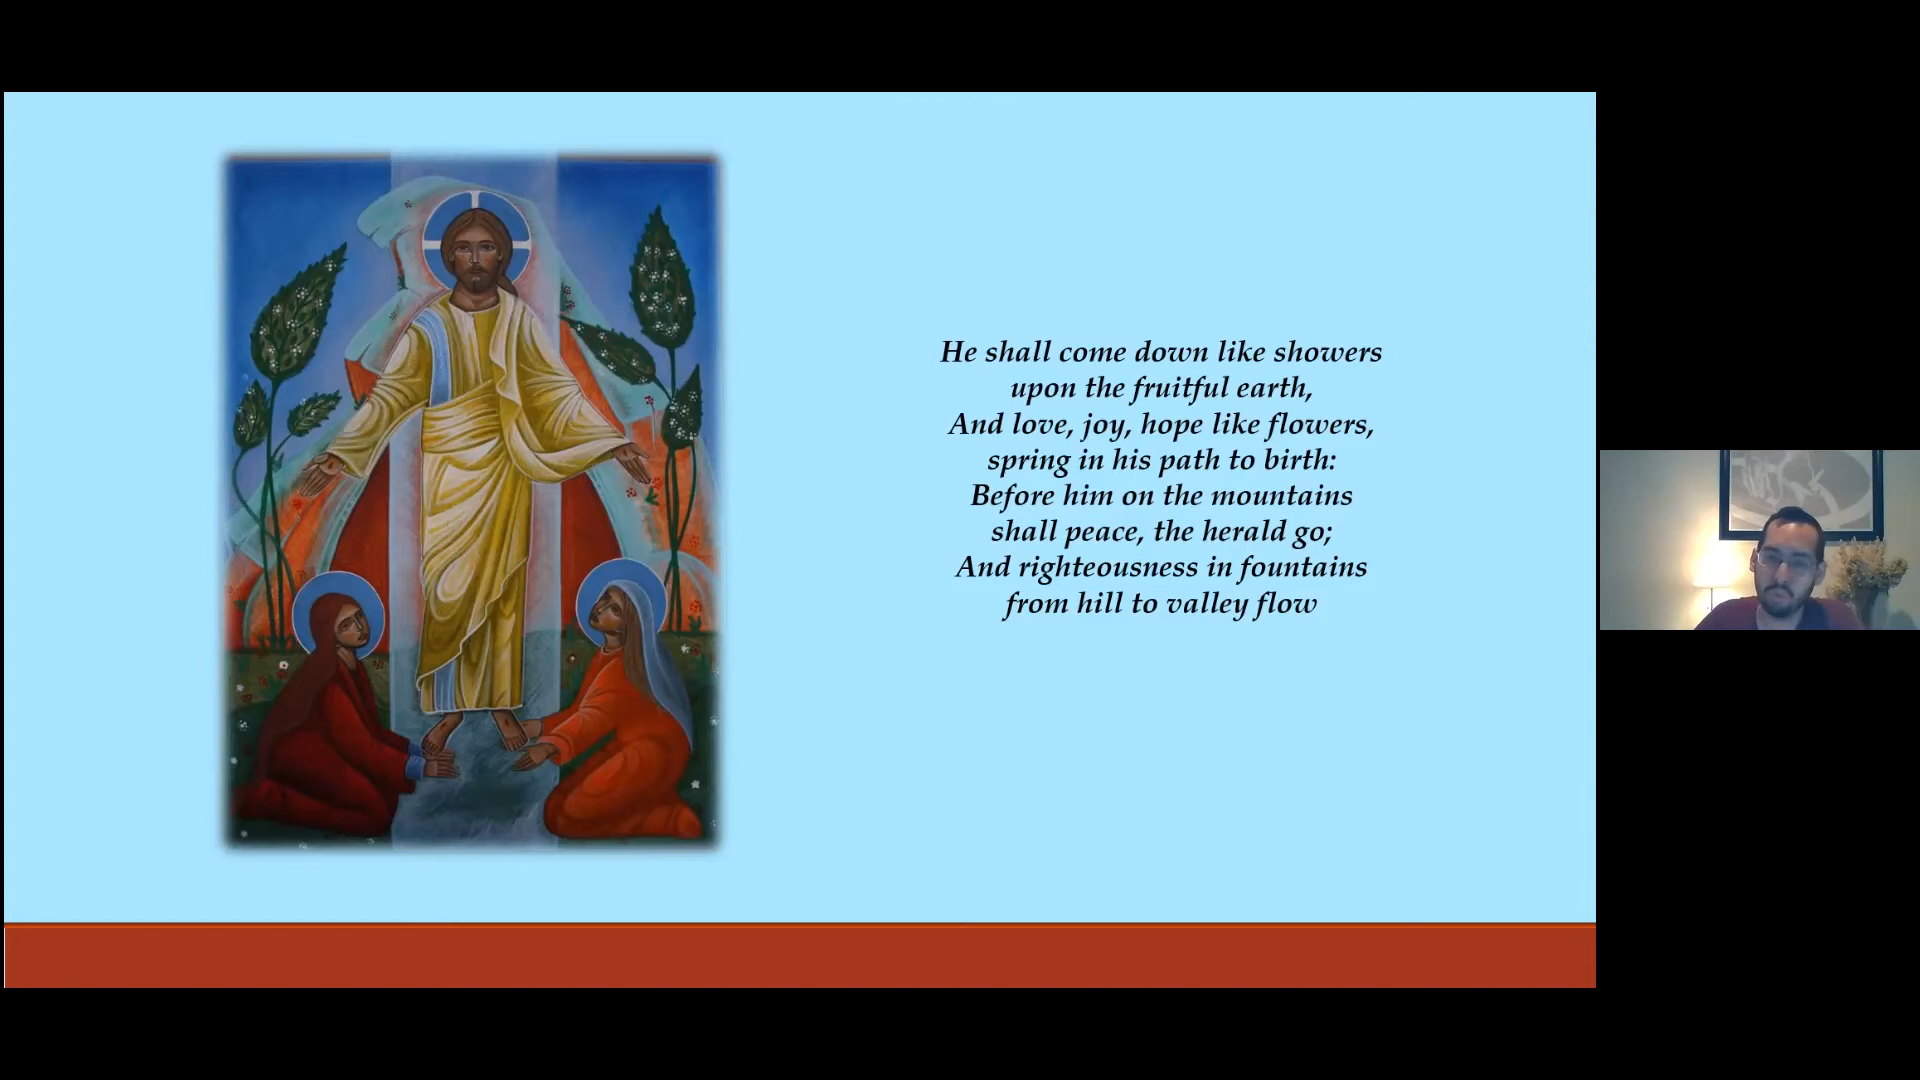 He shall come down like showers
upon the fruitful earth,
And love, joy, hope like flowers,
spring in his path to birth:
Before him on the mountains
shall peace, the herald go;
And righteousness in fountains
from hill to valley flow